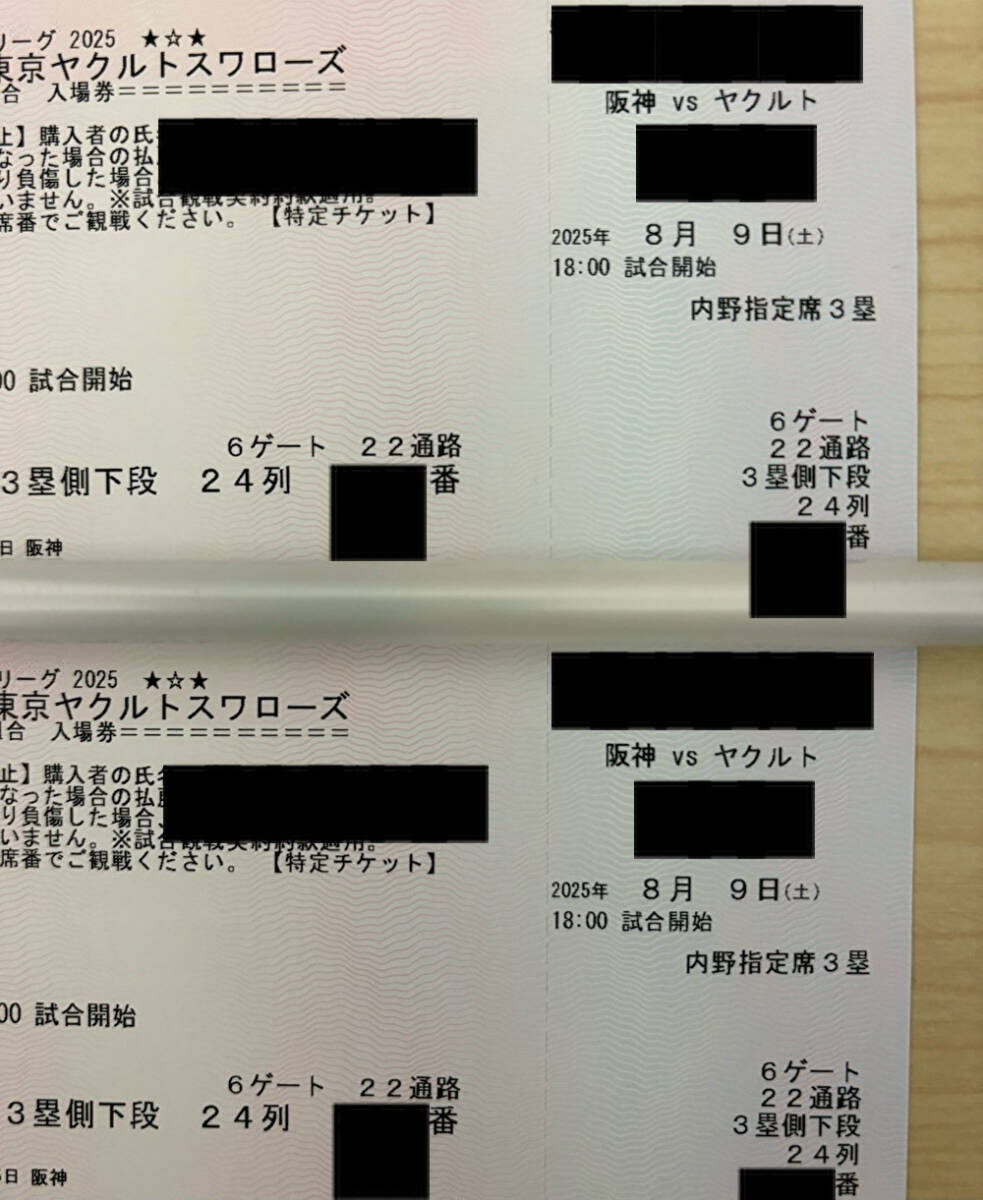 リーグ 2025 ★☆★
東京ヤクルトスワローズ
合 入場券==========
止】購入者の氏
なった場合の払
り負傷した場合
いません。※試合観戦契約約款適用。
席番でご観戦ください。 【特定チケット】
00 試合開始
6ゲート 22通路
3塁側下段 24列 番
日 阪神
阪神 vs ヤクルト
2025年 8月 9日(土)
18:00 試合開始
内野指定席3塁
6ゲート
22通路
3塁側下段
24列
番
リーグ 2025 ★☆★
東京ヤクルトスワローズ
合 入場券==========
止】購入者の氏
なった場合の払
り負傷した場合、
いません。※試合観戦契約約款適用。
席番でご観戦ください。 【特定チケット】
00 試合開始
6ゲート 22通路
3塁側下段 24列 番
日 阪神
阪神 vs ヤクルト
2025年 8月 9日(土)
18:00 試合開始
内野指定席3塁
6ゲート
22通路
3塁側下段
24列
番